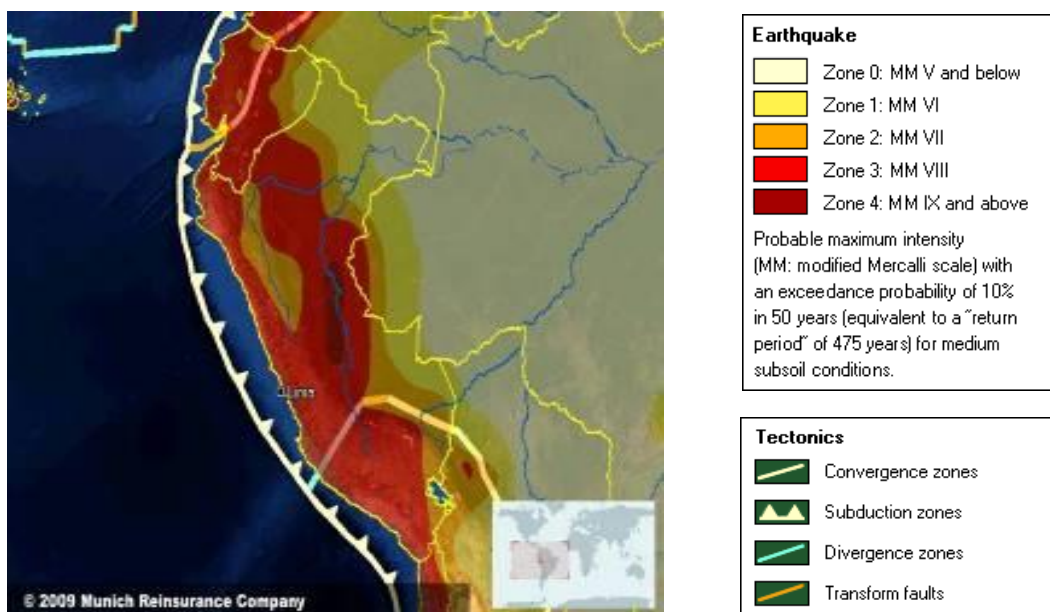 Lima
© 2009 Munich Reinsurance Company
Earthquake
Zone 0: MM V and below
Zone 1: MM VI
Zone 2: MM VII
Zone 3: MM VIII
Zone 4: MM IX and above
Probable maximum intensity
(MM: modified Mercalli scale) with
an exceedance probability of 10%
in 50 years (equivalent to a "return
period" of 475 years) for medium
subsoil conditions.
Tectonics
Convergence zones
Subduction zones
Divergence zones
Transform faults